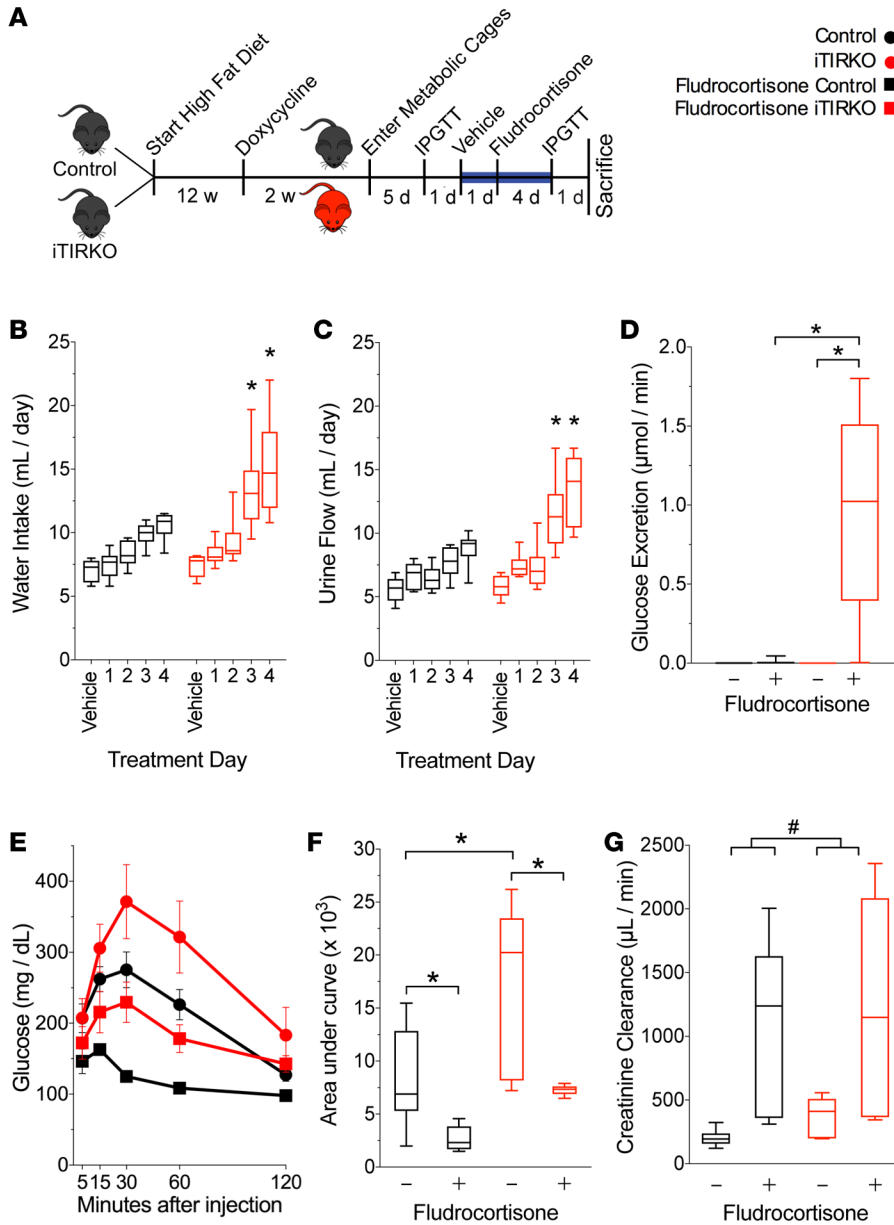 A
Control
iTIRKO
Fludrocortisone Control
Fludrocortisone iTIRKO
Start High Fat Diet
Doxycycline
Enter Metabolic Cages
IPGTT
Vehicle
Fludrocortisone
IPGTT
Sacrifice
Control
iTIRKO
12 w
2 w
5 d
1 d
1 d
4 d
1 d
B
Water Intake (mL / day)
25
20
15
10
5
0
Vehicle
1
2
3
4
Vehicle
1
2
3
4
* *
Treatment Day
C
Urine Flow (mL / day)
25
20
15
10
5
0
Vehicle
1
2
3
4
Vehicle
1
2
3
4
* *
Treatment Day
D
Glucose Excretion (µmol / min)
2.0
1.5
1.0
0.5
0.0
*
*
− + − +
Fludrocortisone
E
Glucose (mg / dL)
400
300
200
100
0
5 15 30 60 120
Minutes after injection
F
Area under curve (x 10³)
30
25
20
15
10
5
0
*
*
*
− + − +
Fludrocortisone
G
Creatinine Clearance (µL / min)
2500
2000
1500
1000
500
0
#
− + − +
Fludrocortisone